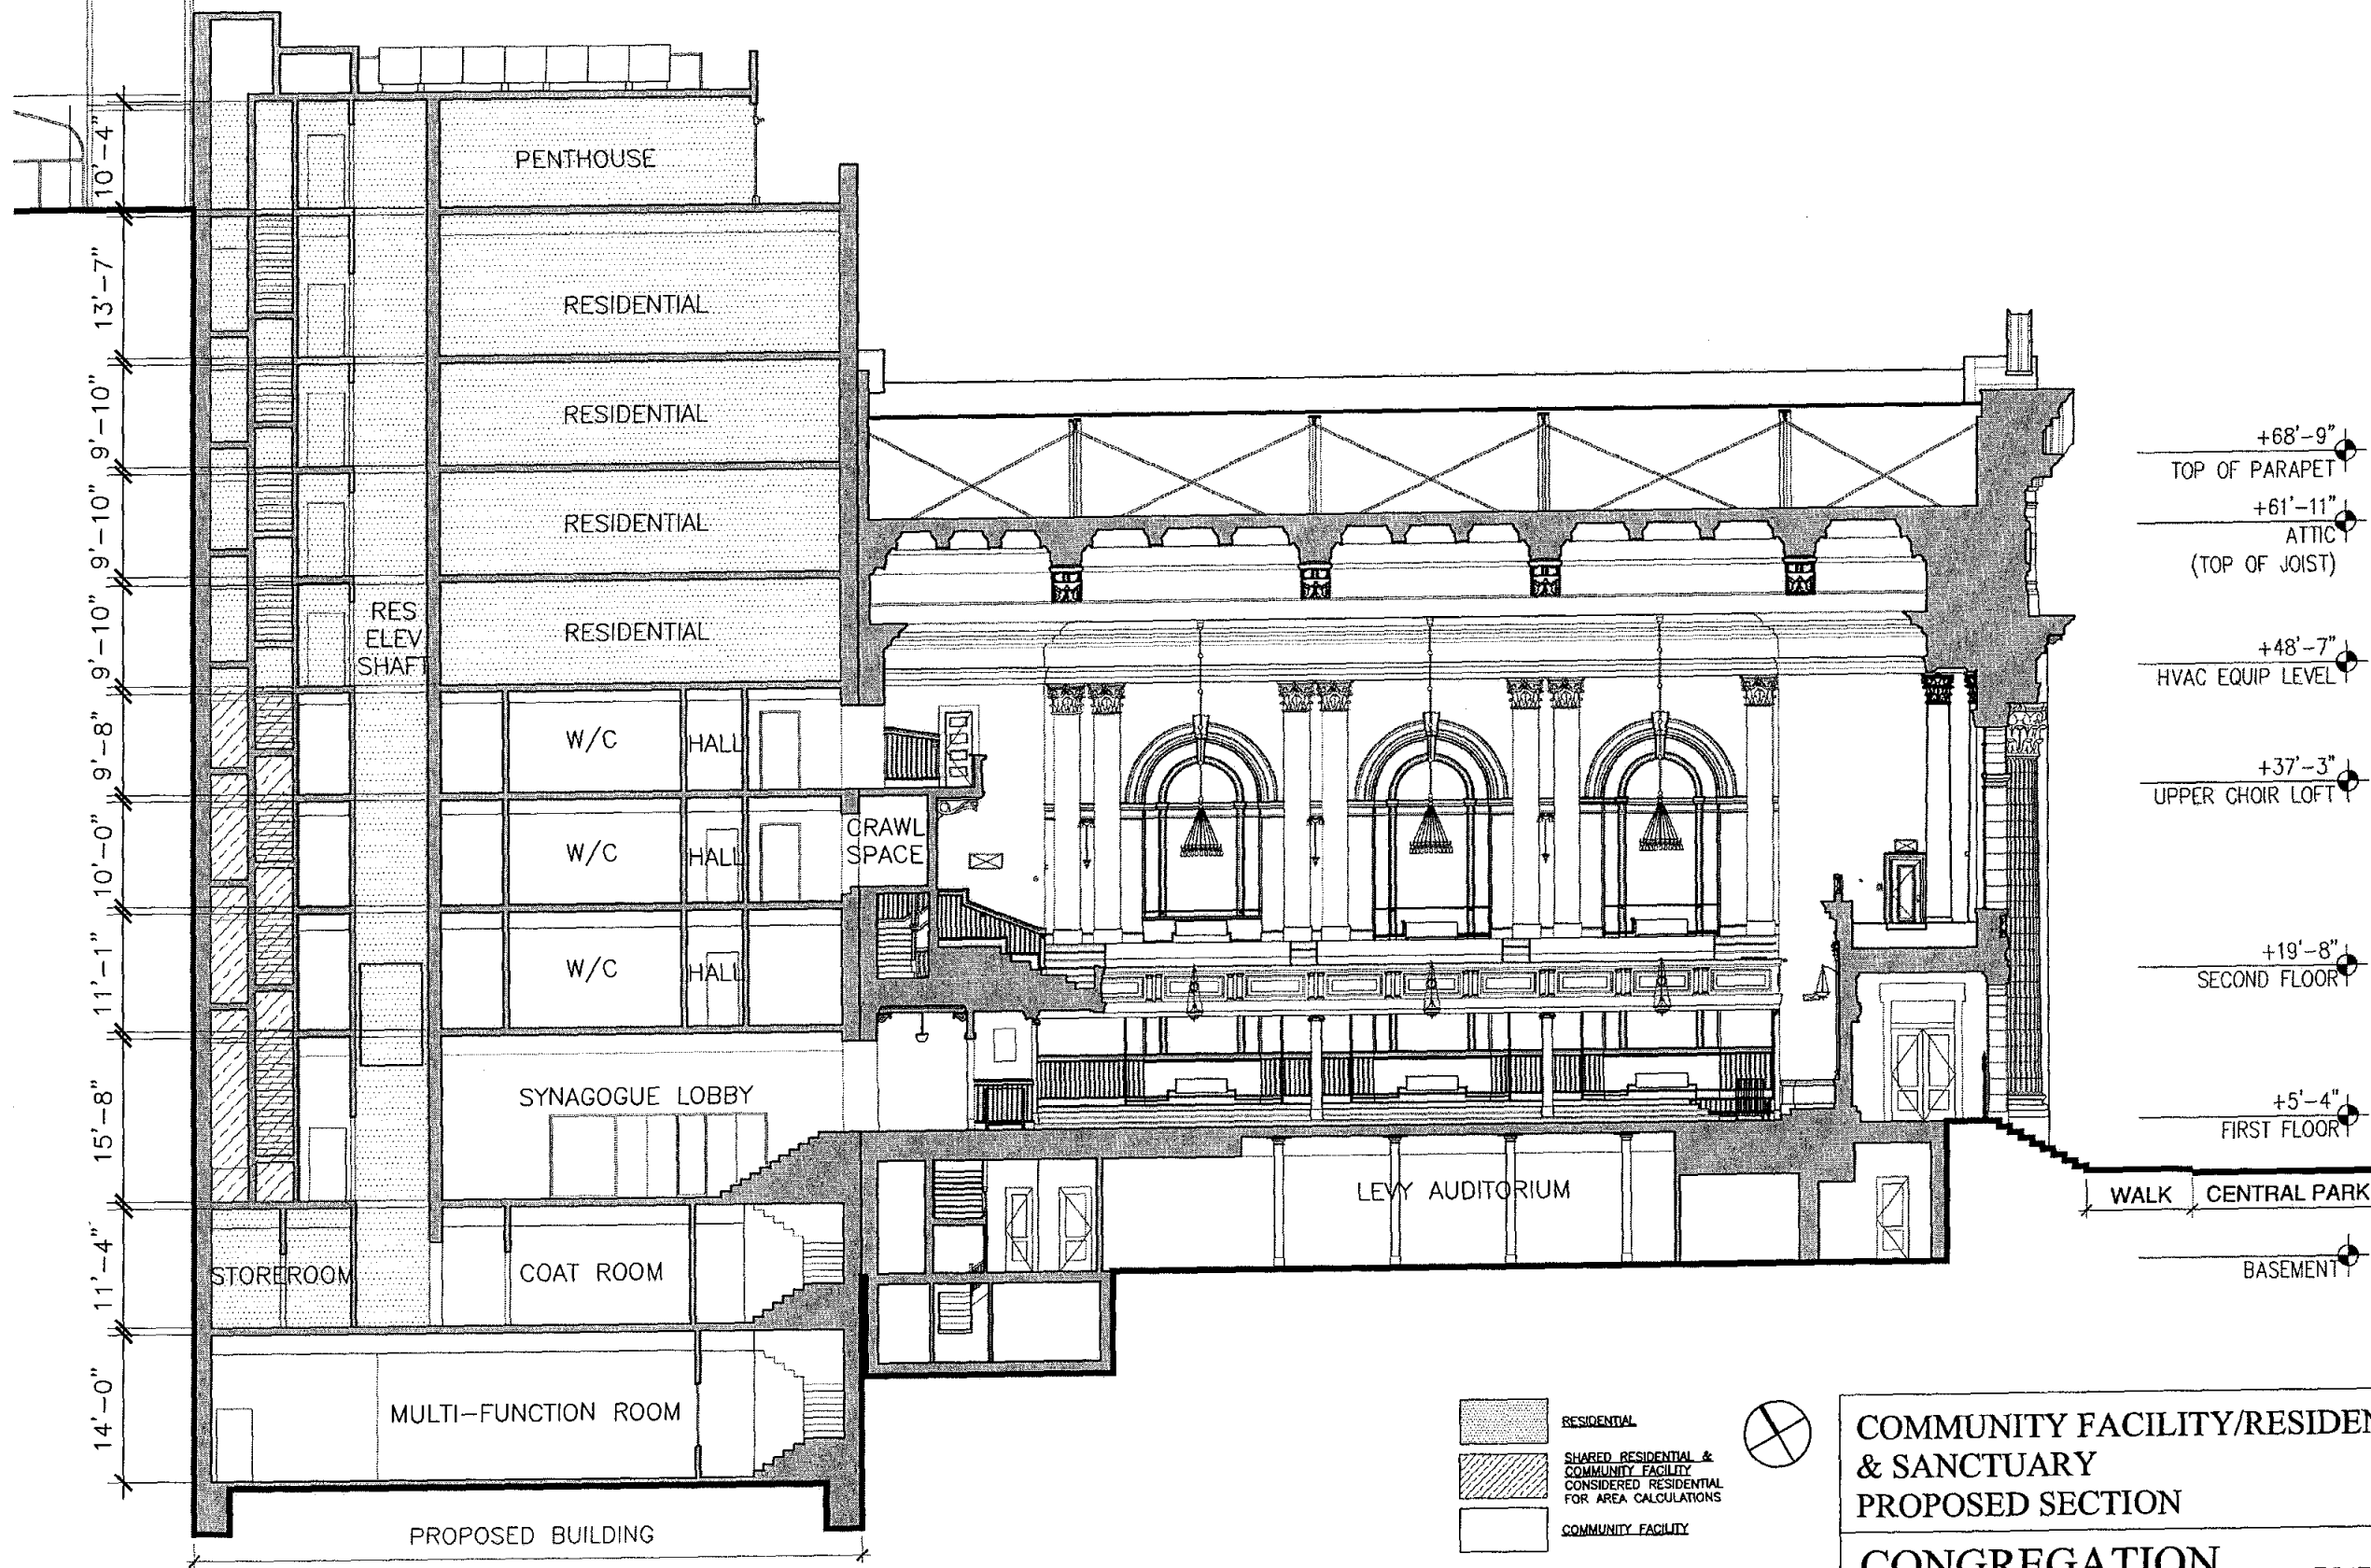 10'-4"
PENTHOUSE
13'-7"
RESIDENTIAL
9'-10"
RESIDENTIAL
9'-10"
RESIDENTIAL
9'-10"
RES
ELEV
SHAFT
RESIDENTIAL
9'-8"
W/C
HALL
10'-0"
W/C
HALL
CRAWL
SPACE
11'-1"
W/C
HALL
15'-8"
SYNAGOGUE LOBBY
11'-4"
STOREROOM
COAT ROOM
LEVY AUDITORIUM
14'-0"
MULTI-FUNCTION ROOM
PROPOSED BUILDING
+68'-9"
TOP OF PARAPET
+61'-11"
ATTIC
(TOP OF JOIST)
+48'-7"
HVAC EQUIP LEVEL
+37'-3"
UPPER CHOIR LOFT
+19'-8"
SECOND FLOOR
+5'-4"
FIRST FLOOR
WALK
CENTRAL PARK
BASEMENT
RESIDENTIAL
SHARED RESIDENTIAL &
COMMUNITY FACILITY
CONSIDERED RESIDENTIAL
FOR AREA CALCULATIONS
COMMUNITY FACILITY
COMMUNITY FACILITY/RESIDEN
& SANCTUARY
PROPOSED SECTION
CONGREGATION